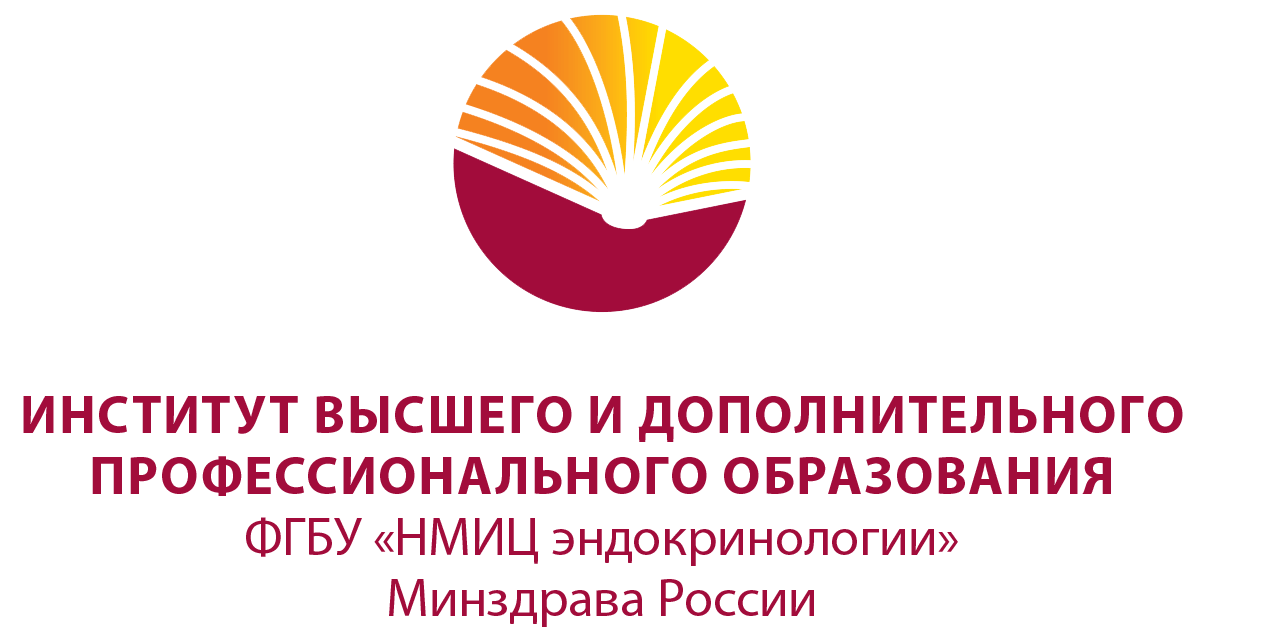 ИНСТИТУТ ВЫСШЕГО И ДОПОЛНИТЕЛЬНОГО
ПРОФЕССИОНАЛЬНОГО ОБРАЗОВАНИЯ
ФГБУ «НМИЦ эндокринологии»
Минздрава России